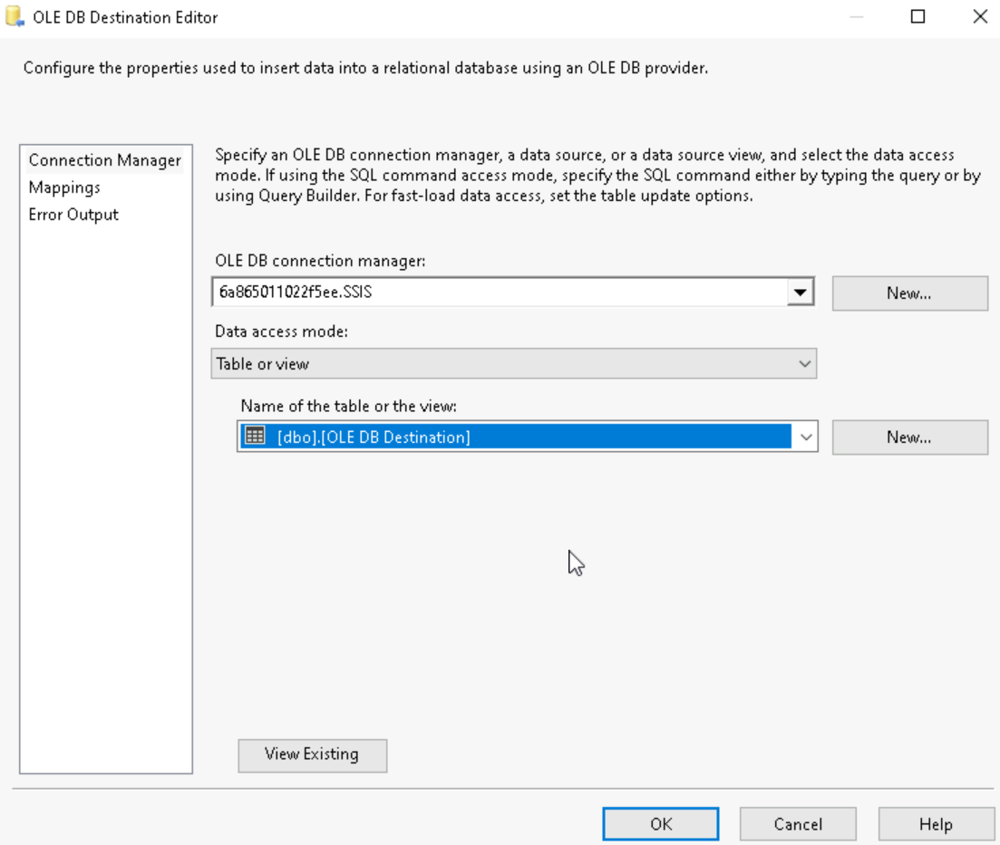 OLE DB Destination Editor
Configure the properties used to insert data into a relational database using an OLE DB provider.
Connection Manager
Mappings
Error Output
Specify an OLE DB connection manager, a data source, or a data source view, and select the data access
mode. If using the SQL command access mode, specify the SQL command either by typing the query or by
using Query Builder. For fast-load data access, set the table update options.
OLE DB connection manager:
6a865011022f5ee.SSIS
New...
Data access mode:
Table or view
Name of the table or the view:
[dbo].[OLE DB Destination]
New...
View Existing
OK
Cancel
Help